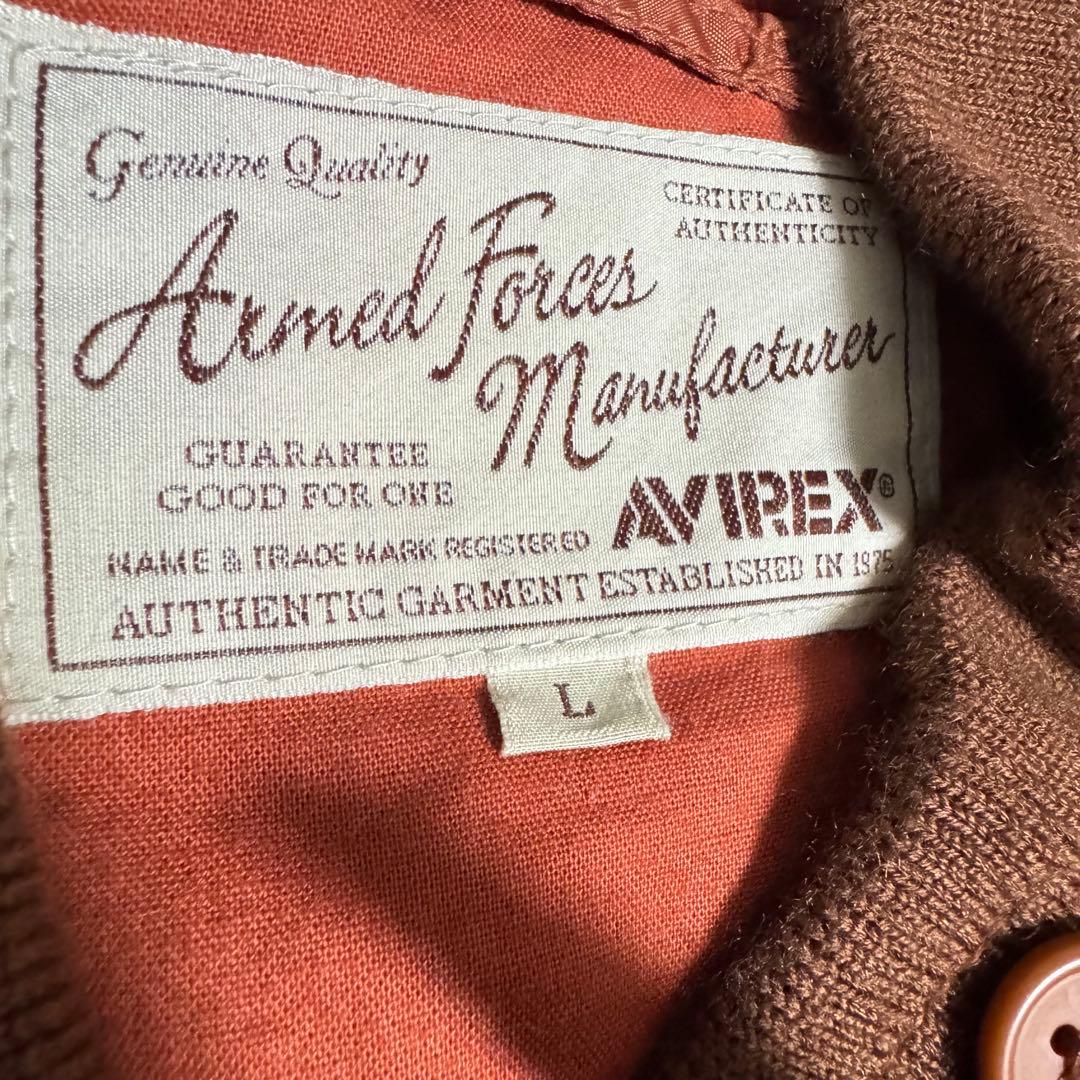 Genuine Quality
CERTIFICATE OF
AUTHENTICITY
Armed Forces
Manufacturer
GUARANTEE
GOOD FOR ONE
AVIREX®
NAME & TRADE MARK REGISTERED
AUTHENTIC GARMENT ESTABLISHED IN 1975
L